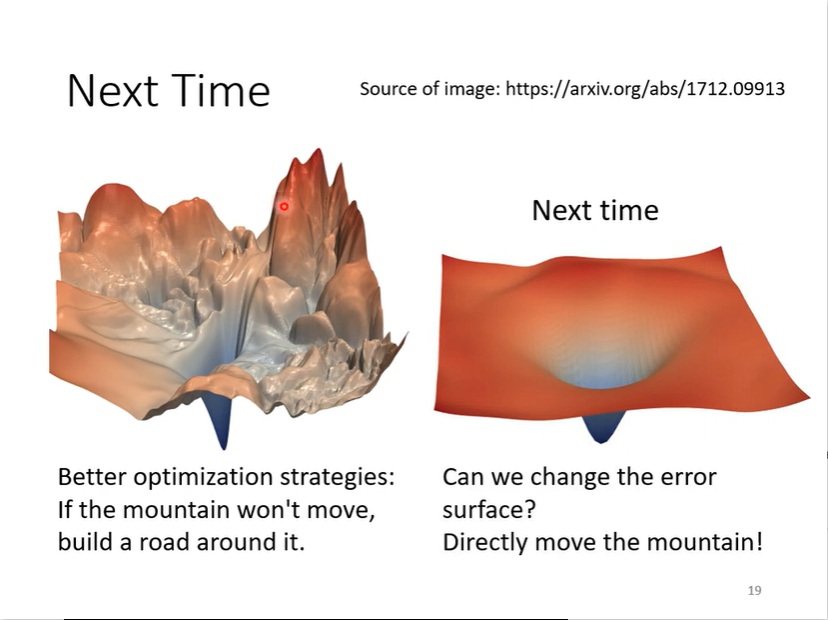 Next Time
Source of image: https://arxiv.org/abs/1712.09913
Next time
Better optimization strategies:
If the mountain won't move,
build a road around it.
Can we change the error
surface?
Directly move the mountain!
19